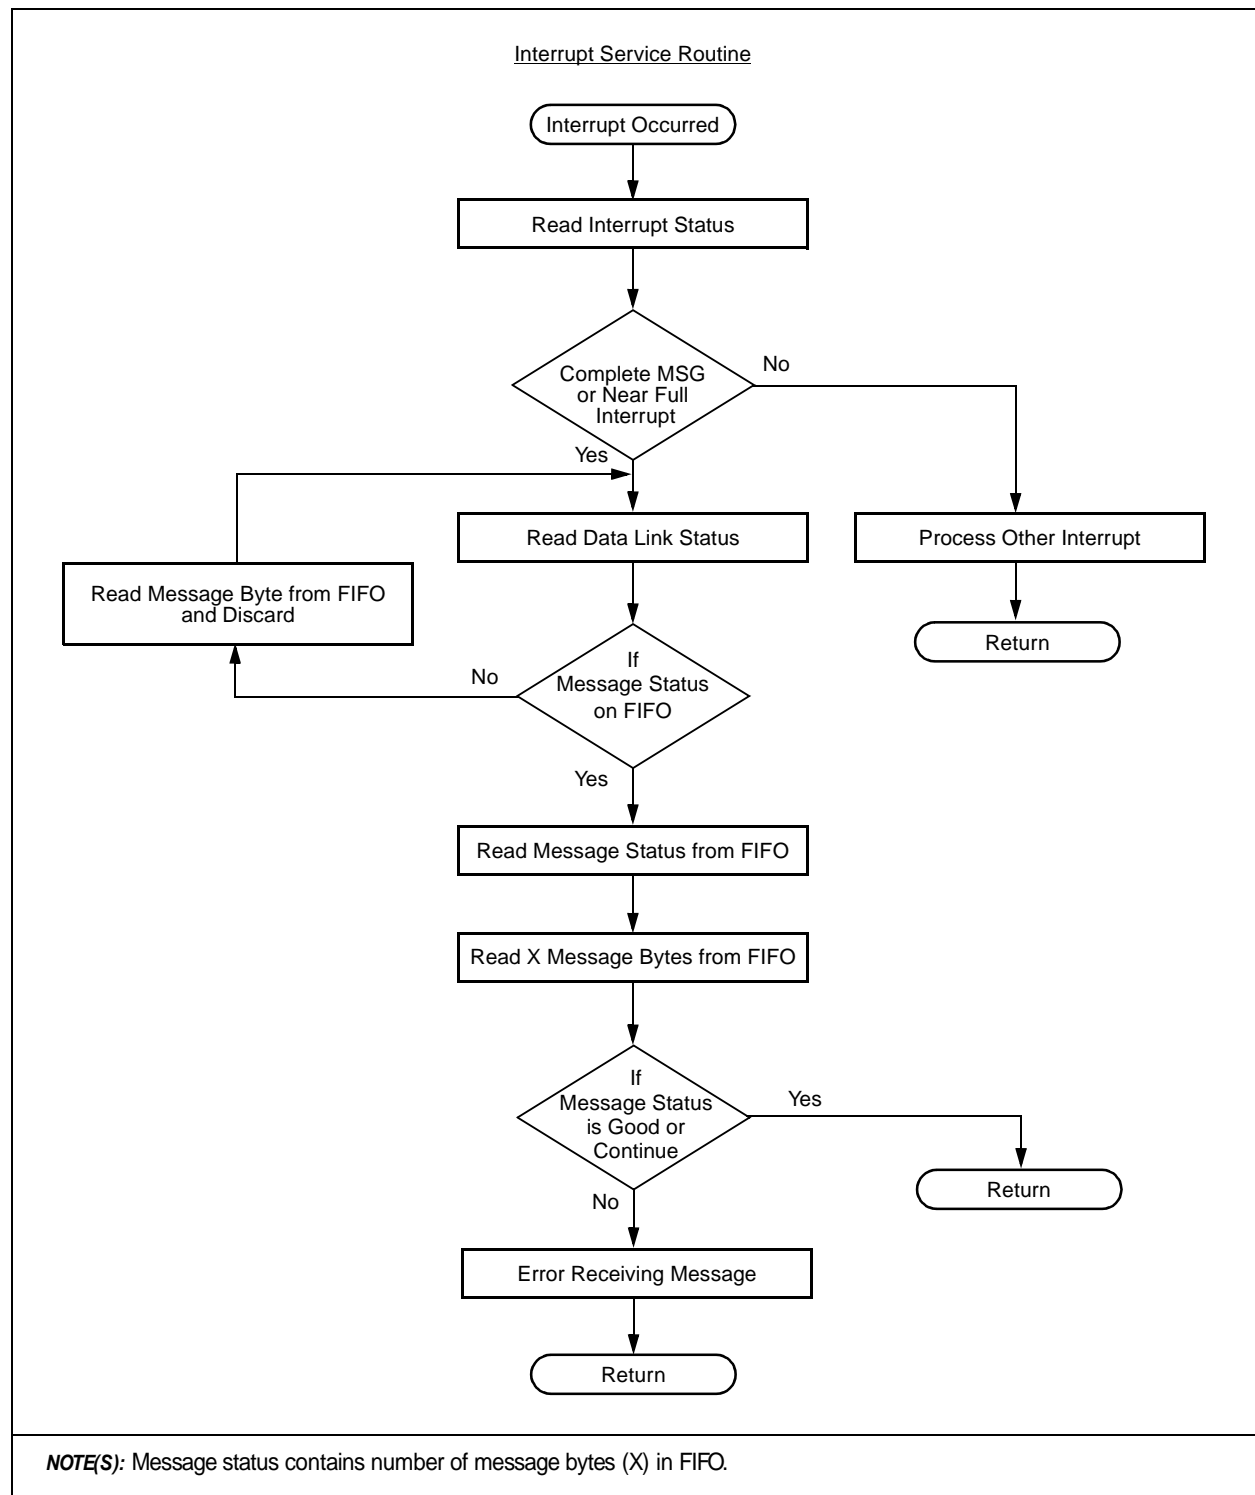 Interrupt Service Routine
Interrupt Occurred
Read Interrupt Status
Complete MSG
or Near Full
Interrupt
No
Yes
Read Data Link Status
Process Other Interrupt
Read Message Byte from FIFO
and Discard
Return
If
Message Status
on FIFO
No
Yes
Read Message Status from FIFO
Read X Message Bytes from FIFO
If
Message Status
is Good or
Continue
Yes
Return
No
Error Receiving Message
Return
NOTE(S): Message status contains number of message bytes (X) in FIFO.